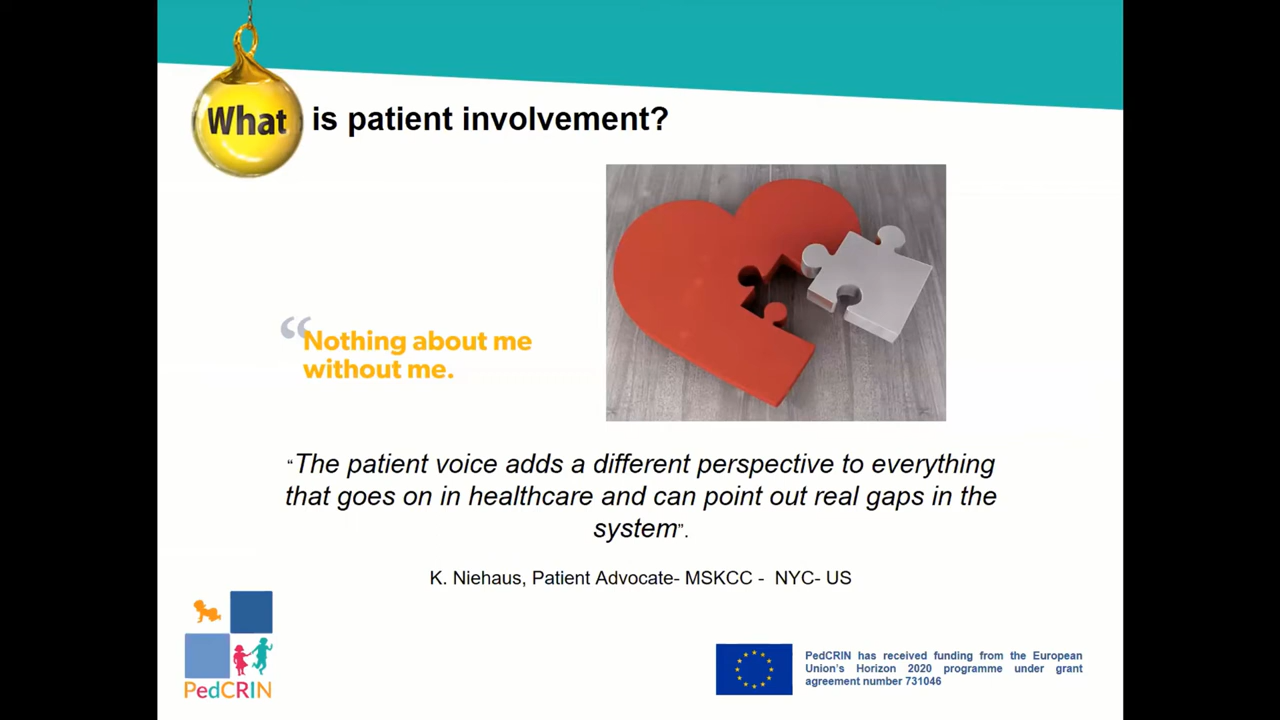 What is patient involvement?
“Nothing about me
without me.
“The patient voice adds a different perspective to everything
that goes on in healthcare and can point out real gaps in the
system”.
K. Niehaus, Patient Advocate- MSKCC - NYC- US
PedCRIN
PedCRIN has received funding from the European
Union's Horizon 2020 programme under grant
agreement number 731046